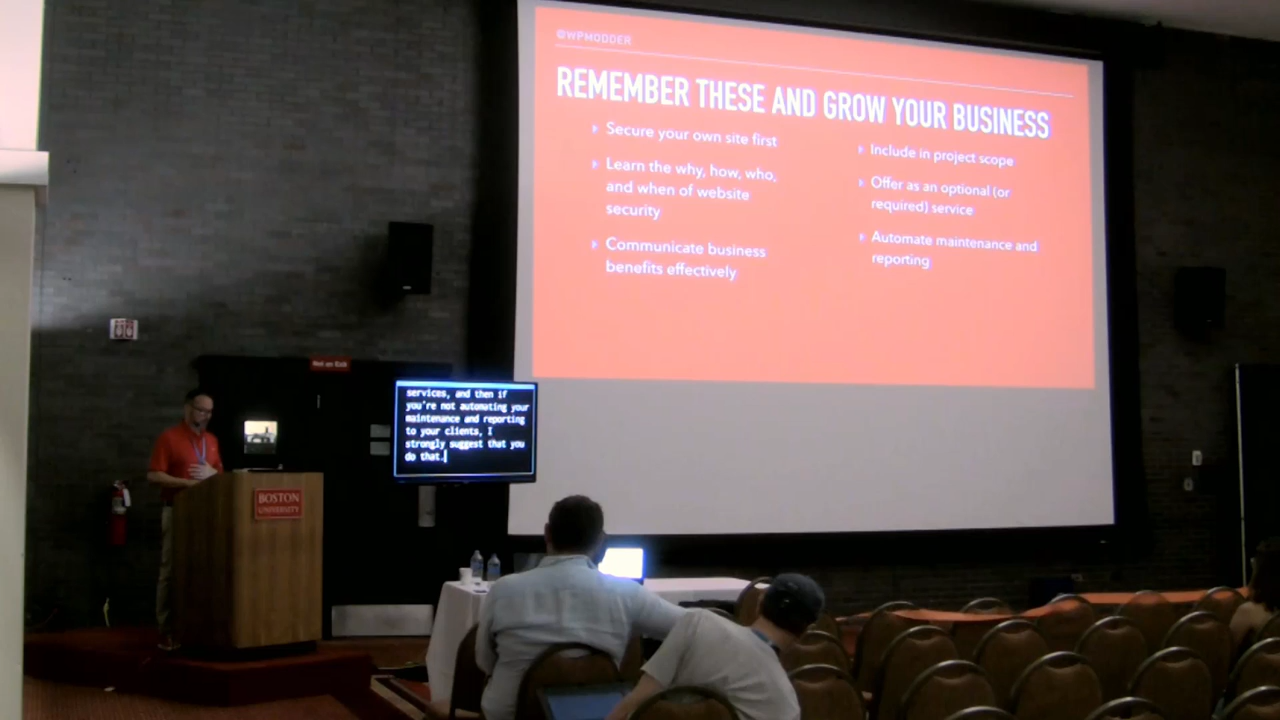 @WPMODDER
REMEMBER THESE AND GROW YOUR BUSINESS
Secure your own site first
Learn the why, how, who,
and when of website
security
Communicate business
benefits effectively
Include in project scope
Offer as an optional (or
required) service
Automate maintenance and
reporting
Not an Exit
services, and then if
you're not automating your
maintenance and reporting
to your clients, I
strongly suggest that you
do that.
BOSTON
UNIVERSITY